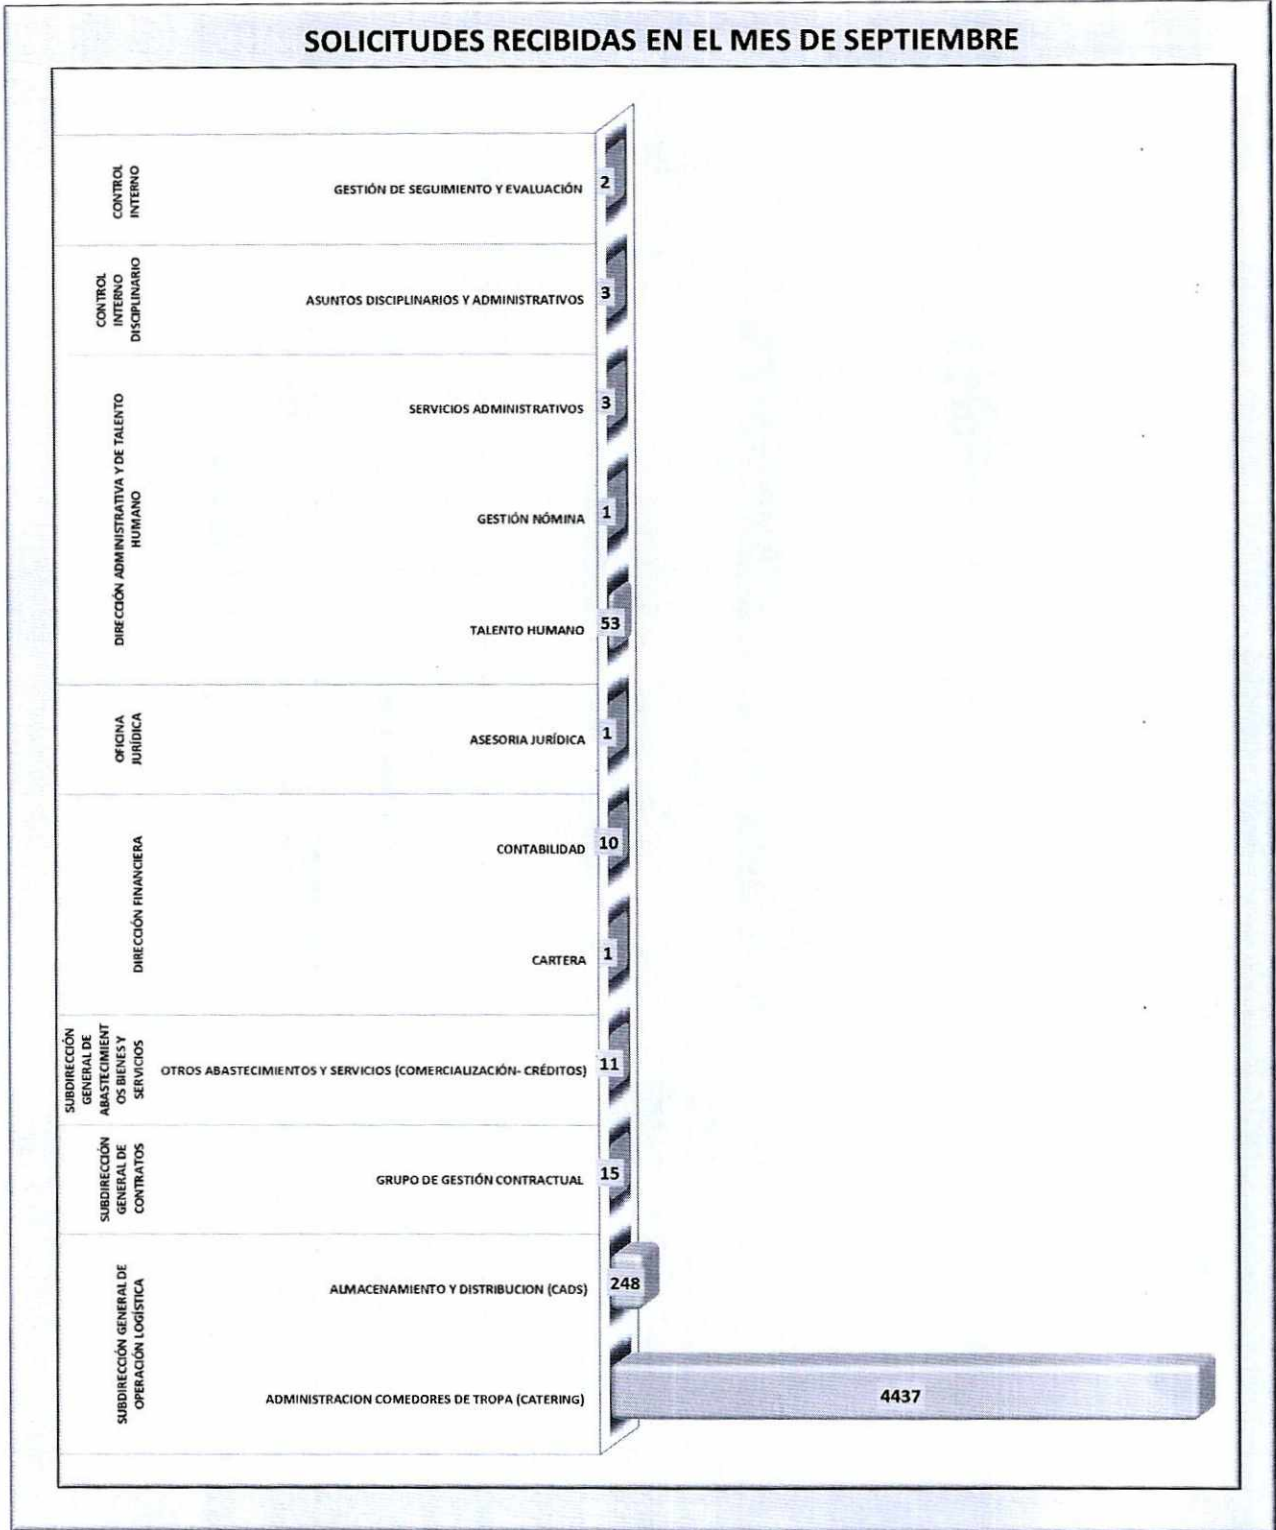 SOLICITUDES RECIBIDAS EN EL MES DE SEPTIEMBRE
CONTROL
INTERNO
GESTIÓN DE SEGUIMIENTO Y EVALUACIÓN
2
CONTROL
INTERNO
DISCIPLINARIO
ASUNTOS DISCIPLINARIOS Y ADMINISTRATIVOS
3
DIRECCIÓN ADMINISTRATIVA Y DE TALENTO
HUMANO
SERVICIOS ADMINISTRATIVOS
3
GESTIÓN NÓMINA
1
TALENTO HUMANO
53
OFICINA
JURÍDICA
ASESORIA JURÍDICA
1
DIRECCIÓN FINANCIERA
CONTABILIDAD
10
CARTERA
1
SUBDIRECCIÓN
GENERAL DE
ABASTECIMIENT
OS BIENES Y
SERVICIOS
OTROS ABASTECIMIENTOS Y SERVICIOS (COMERCIALIZACIÓN- CRÉDITOS)
11
SUBDIRECCIÓN
GENERAL DE
CONTRATOS
GRUPO DE GESTIÓN CONTRACTUAL
15
SUBDIRECCIÓN GENERAL DE
OPERACIÓN LOGÍSTICA
ALMACENAMIENTO Y DISTRIBUCION (CADS)
248
ADMINISTRACION COMEDORES DE TROPA (CATERING)
4437